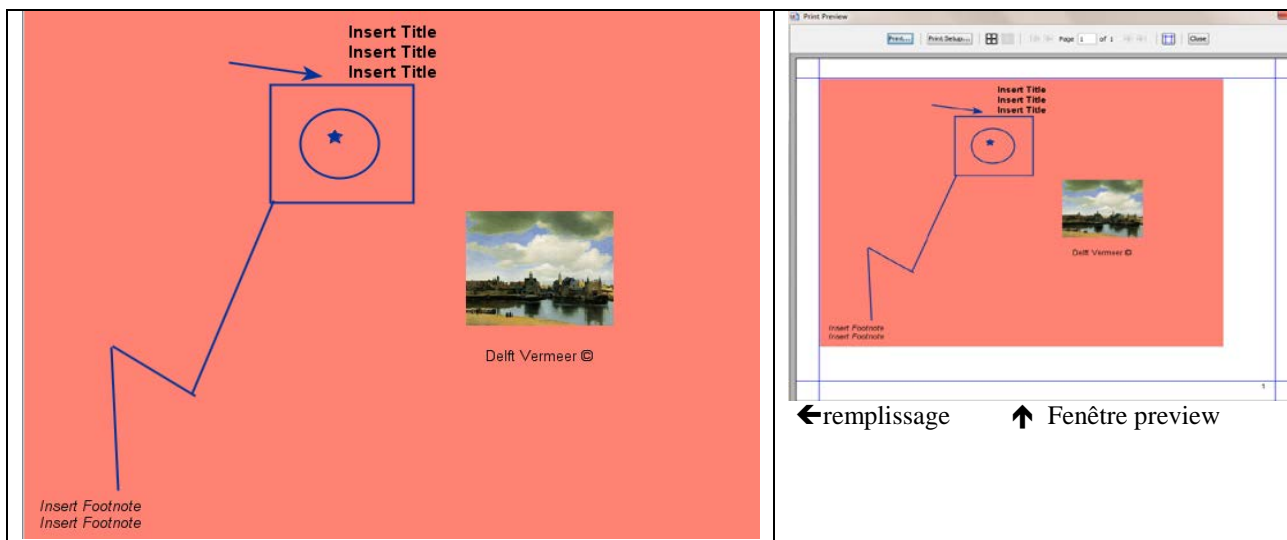 Insert Title
Insert Title
Insert Title
Delft Vermeer ©
Insert Footnote
Insert Footnote
Print Preview
Print... Print Setup... Page 1 of 1 Close
Insert Title
Insert Title
Insert Title
Delft Vermeer ©
Insert Footnote
Insert Footnote
1
←remplissage ↑ Fenêtre preview